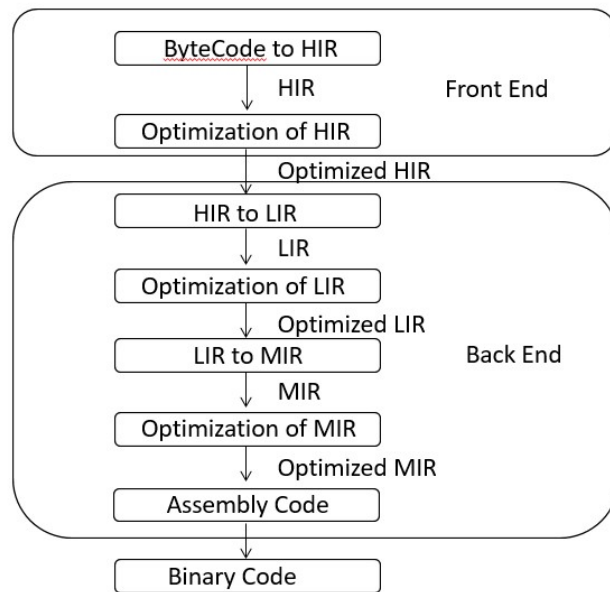 ByteCode to HIR
HIR
Front End
Optimization of HIR
Optimized HIR
HIR to LIR
LIR
Optimization of LIR
Optimized LIR
LIR to MIR
Back End
MIR
Optimization of MIR
Optimized MIR
Assembly Code
Binary Code